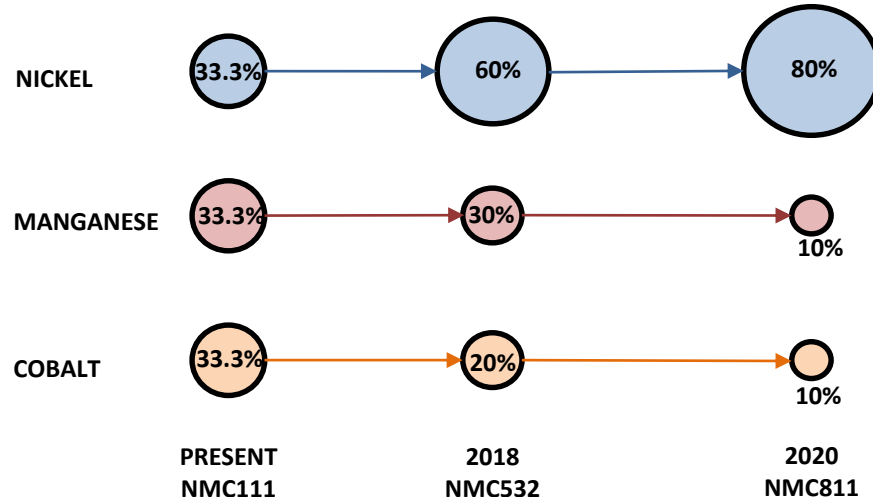 NICKEL 33.3% 60% 80%
MANGANESE 33.3% 30% 10%
COBALT 33.3% 20% 10%
PRESENT 2018 2020
NMC111 NMC532 NMC811